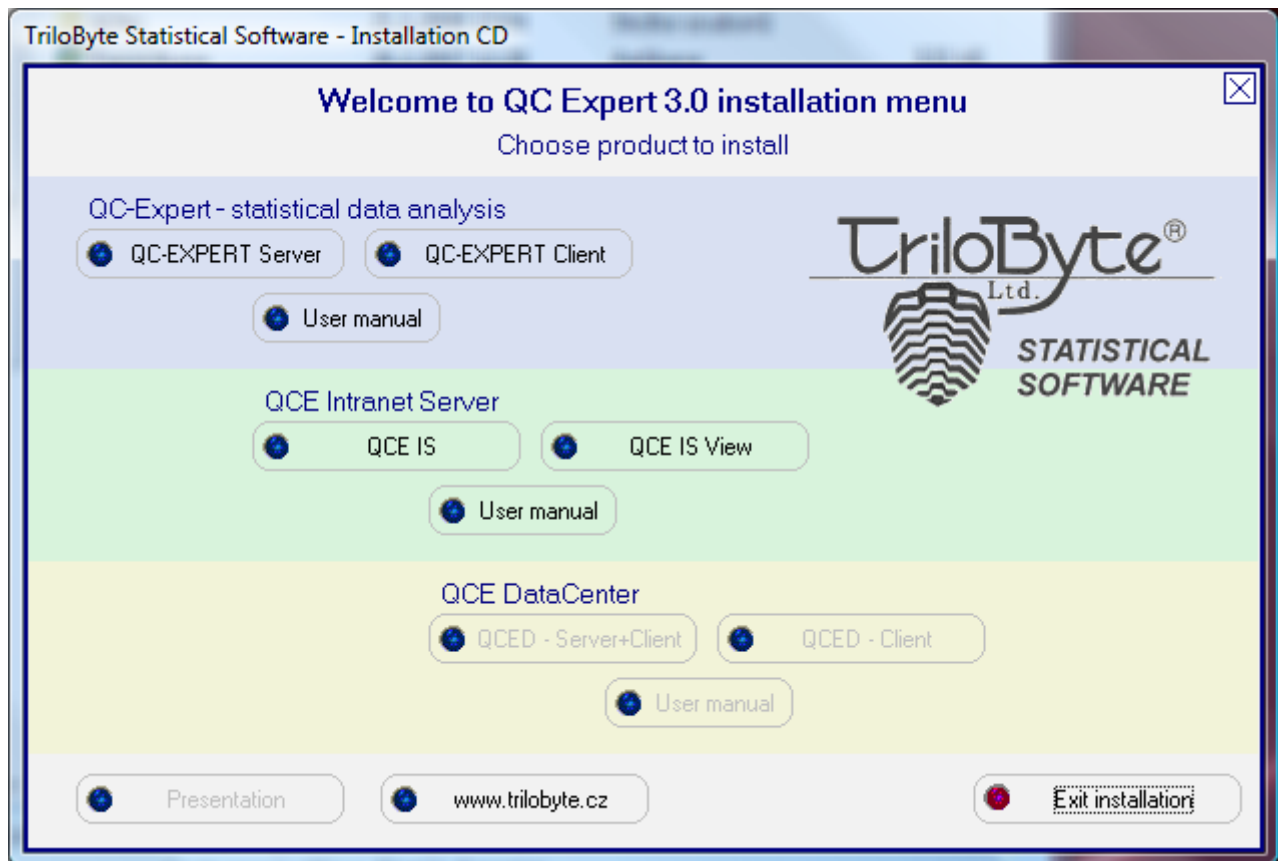 TriloByte Statistical Software - Installation CD
Welcome to QC Expert 3.0 installation menu
Choose product to install
QC-Expert - statistical data analysis
QC-EXPERT Server
QC-EXPERT Client
User manual
TriloByte®
Ltd.
STATISTICAL
SOFTWARE
QCE Intranet Server
QCE IS
QCE IS View
User manual
QCE DataCenter
QCED - Server+Client
QCED - Client
User manual
Presentation
www.trilobyte.cz
Exit installation